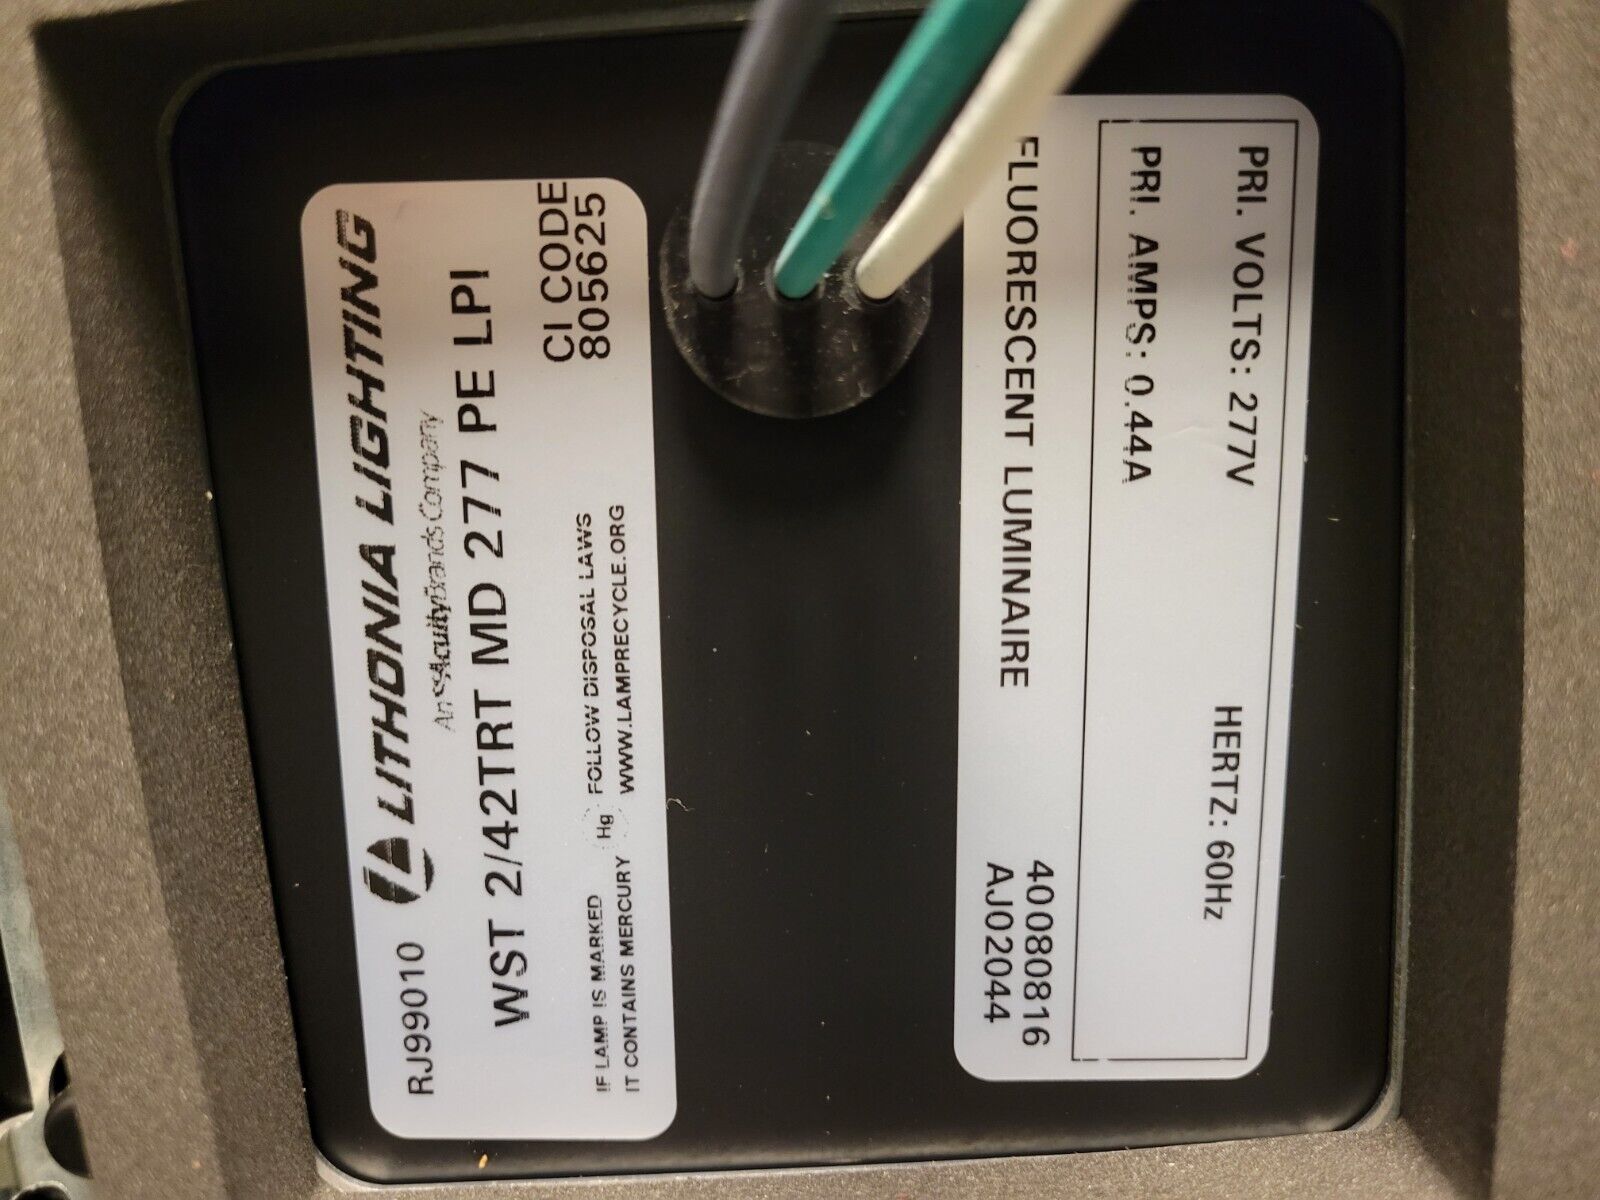 RJ99010
LITHONIA LIGHTING
An AcuityBrands Company
WST 2/42TRT MD 277 PE LPI
CI CODE
8056625
IF LAMP IS MARKED Hg FOLLOW DISPOSAL LAWS
IT CONTAINS MERCURY WWW.LAMPRECYCLE.ORG
PRI. VOLTS: 277V HERTZ: 60Hz
PRI. AMPS: 0.44A
FLUORESCENT LUMINAIRE
40080816
AJ02044